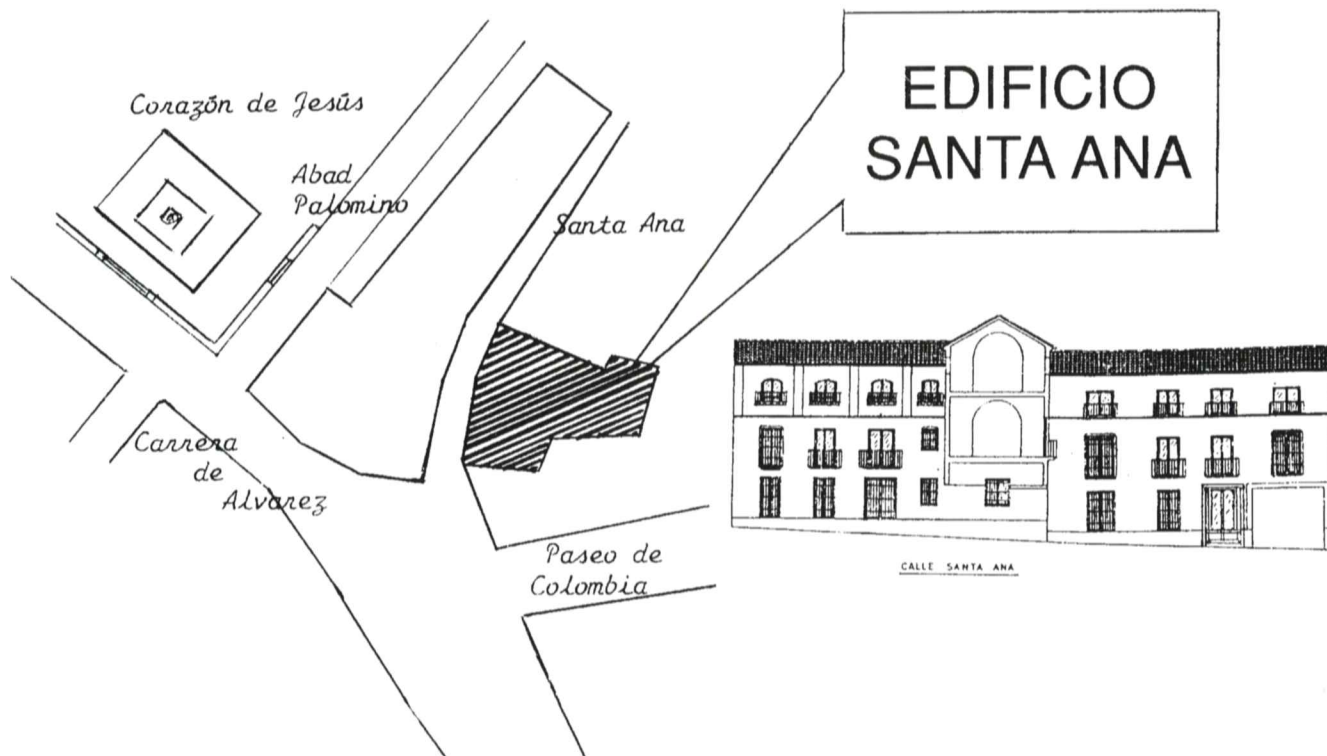 EDIFICIO
SANTA ANA
Corazón de Jesús
Abad
Palomino
Santa Ana
Carrera
de
Alvarez
Paseo de
Colombia
CALLE SANTA ANA